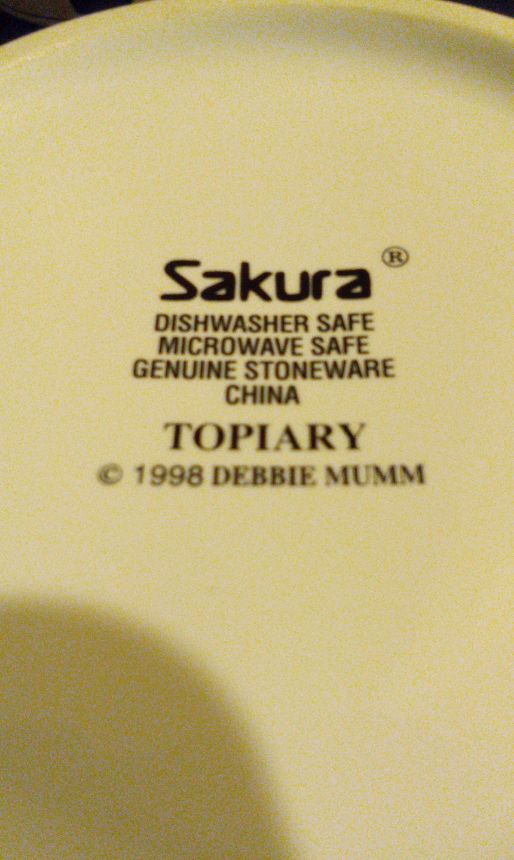 Sakura®
DISHWASHER SAFE
MICROWAVE SAFE
GENUINE STONEWARE
CHINA
TOPIARY
© 1998 DEBBIE MUMM